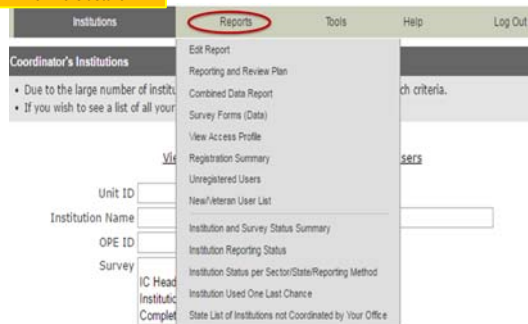 Institutions Reports Tools Help Log Out
Coordinator's Institutions
• Due to the large number of institu
ch criteria.
• If you wish to see a list of all your
Edit Report
Reporting and Review Plan
Combined Data Report
Survey Forms (Data)
View Access Profile
Registration Summary
Unregistered Users
New/Veteran User List
Institution and Survey Status Summary
Institution Reporting Status
Institution Status per Sector/State/Reporting Method
Institution Used One Last Chance
State List of Institutions not Coordinated by Your Office
Vie
sers
Unit ID
Institution Name
OPE ID
Survey
IC Head
Institutio
Complet